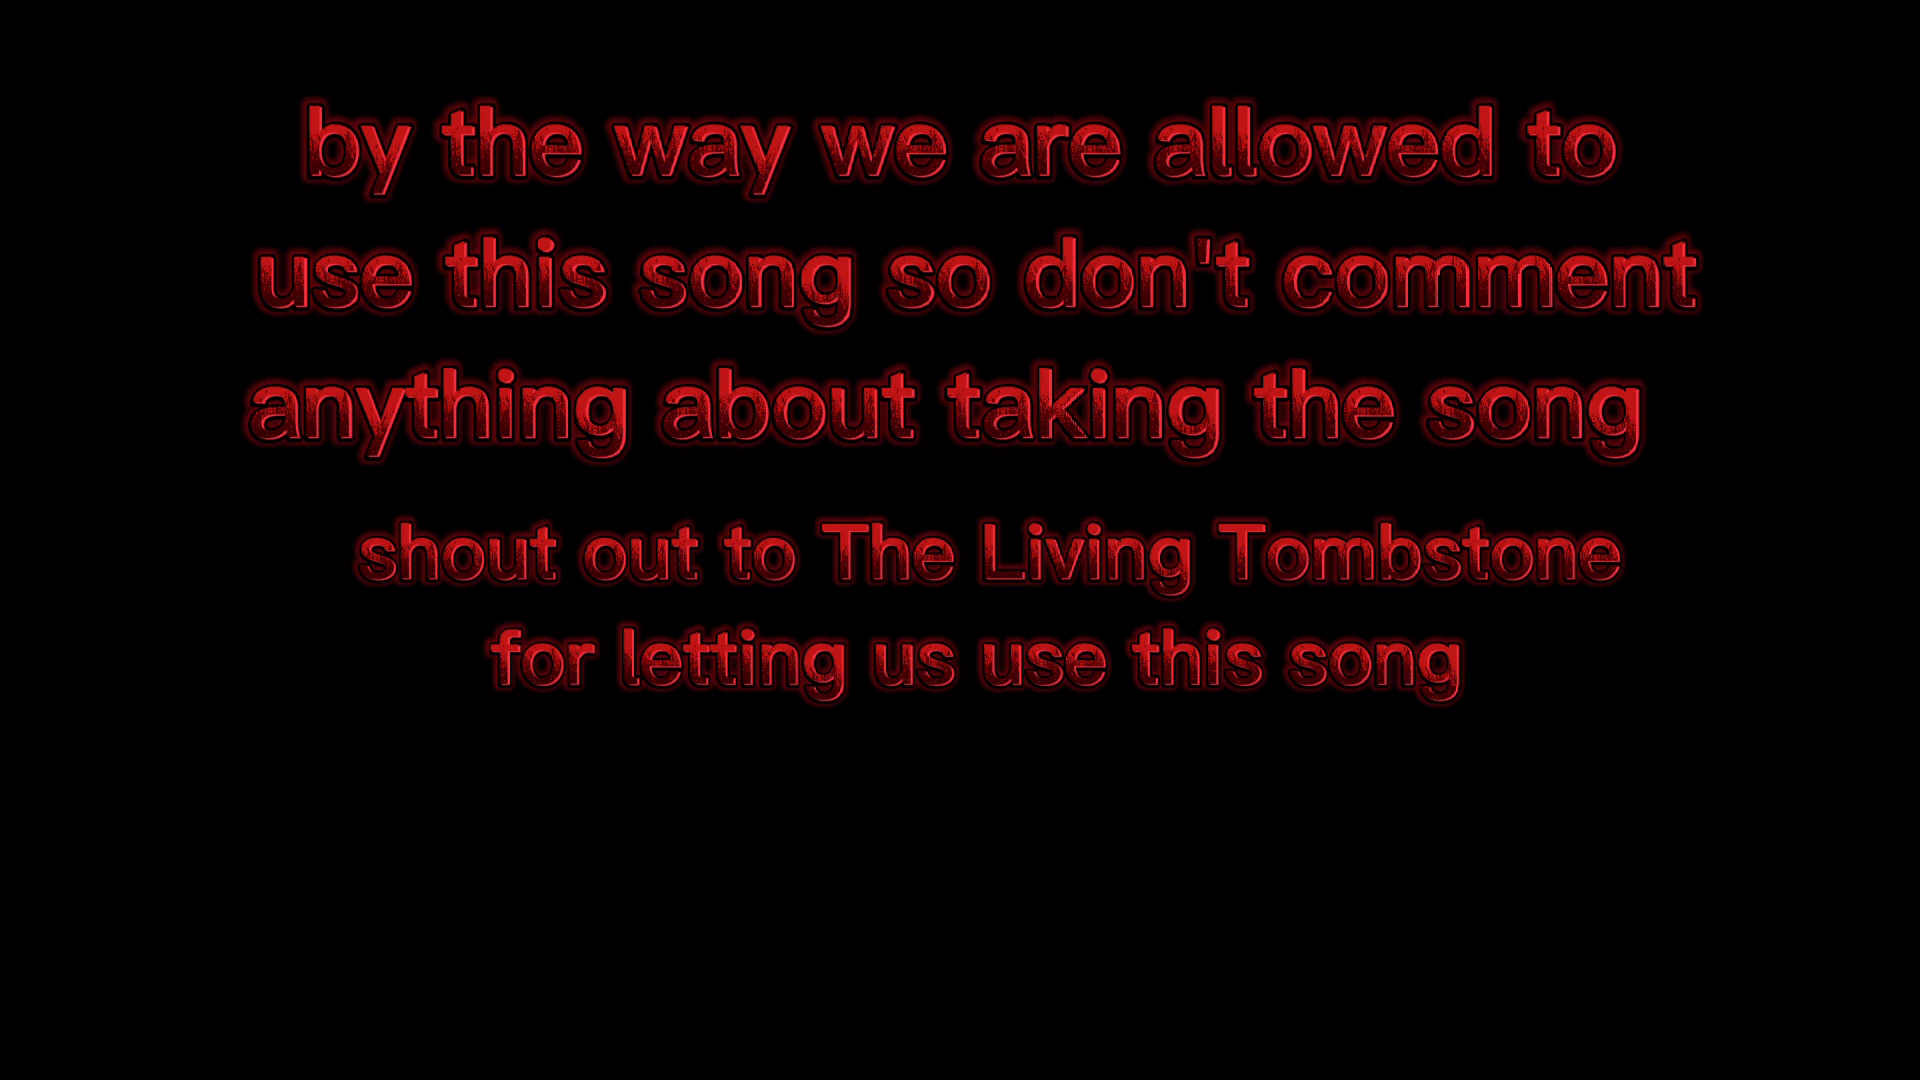 by the way we are allowed to
use this song so don't comment
anything about taking the song
shout out to The Living Tombstone
for letting us use this song